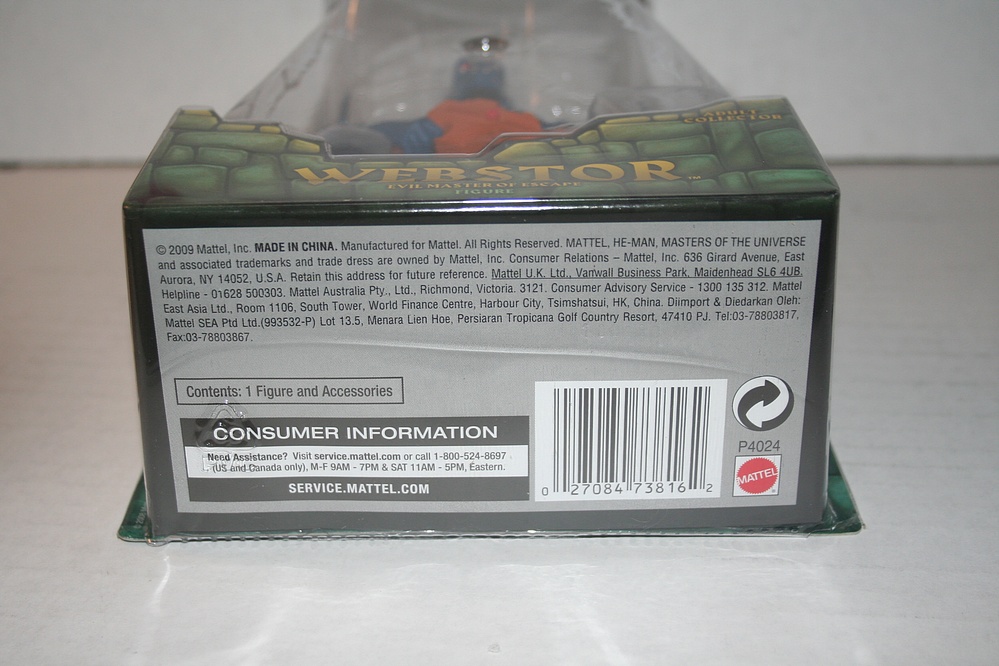 ADULT
COLLECTOR
WEBSTOR™
EVIL MASTER OF ESCAPE
FIGURE
© 2009 Mattel, Inc. MADE IN CHINA. Manufactured for Mattel. All Rights Reserved. MATTEL, HE-MAN, MASTERS OF THE UNIVERSE
and associated trademarks and trade dress are owned by Mattel, Inc. Consumer Relations – Mattel, Inc. 636 Girard Avenue, East
Aurora, NY 14052, U.S.A. Retain this address for future reference. Mattel U.K. Ltd., Vanwall Business Park, Maidenhead SL6 4UB.
Helpline - 01628 500303. Mattel Australia Pty., Ltd., Richmond, Victoria. 3121. Consumer Advisory Service - 1300 135 312. Mattel
East Asia Ltd., Room 1106, South Tower, World Finance Centre, Harbour City, Tsimshatsui, HK, China. Diimport & Diedarkan Oleh:
Mattel SEA Ptd Ltd.(993532-P) Lot 13.5, Menara Lien Hoe, Persiaran Tropicana Golf Country Resort, 47410 PJ. Tel:03-78803817,
Fax:03-78803867.
Contents: 1 Figure and Accessories
CONSUMER INFORMATION
Need Assistance? Visit service.mattel.com or call 1-800-524-8697
(US and Canada only), M-F 9AM - 7PM & SAT 11AM - 5PM, Eastern.
SERVICE.MATTEL.COM
0 27084 73816 2
P4024
MATTEL®